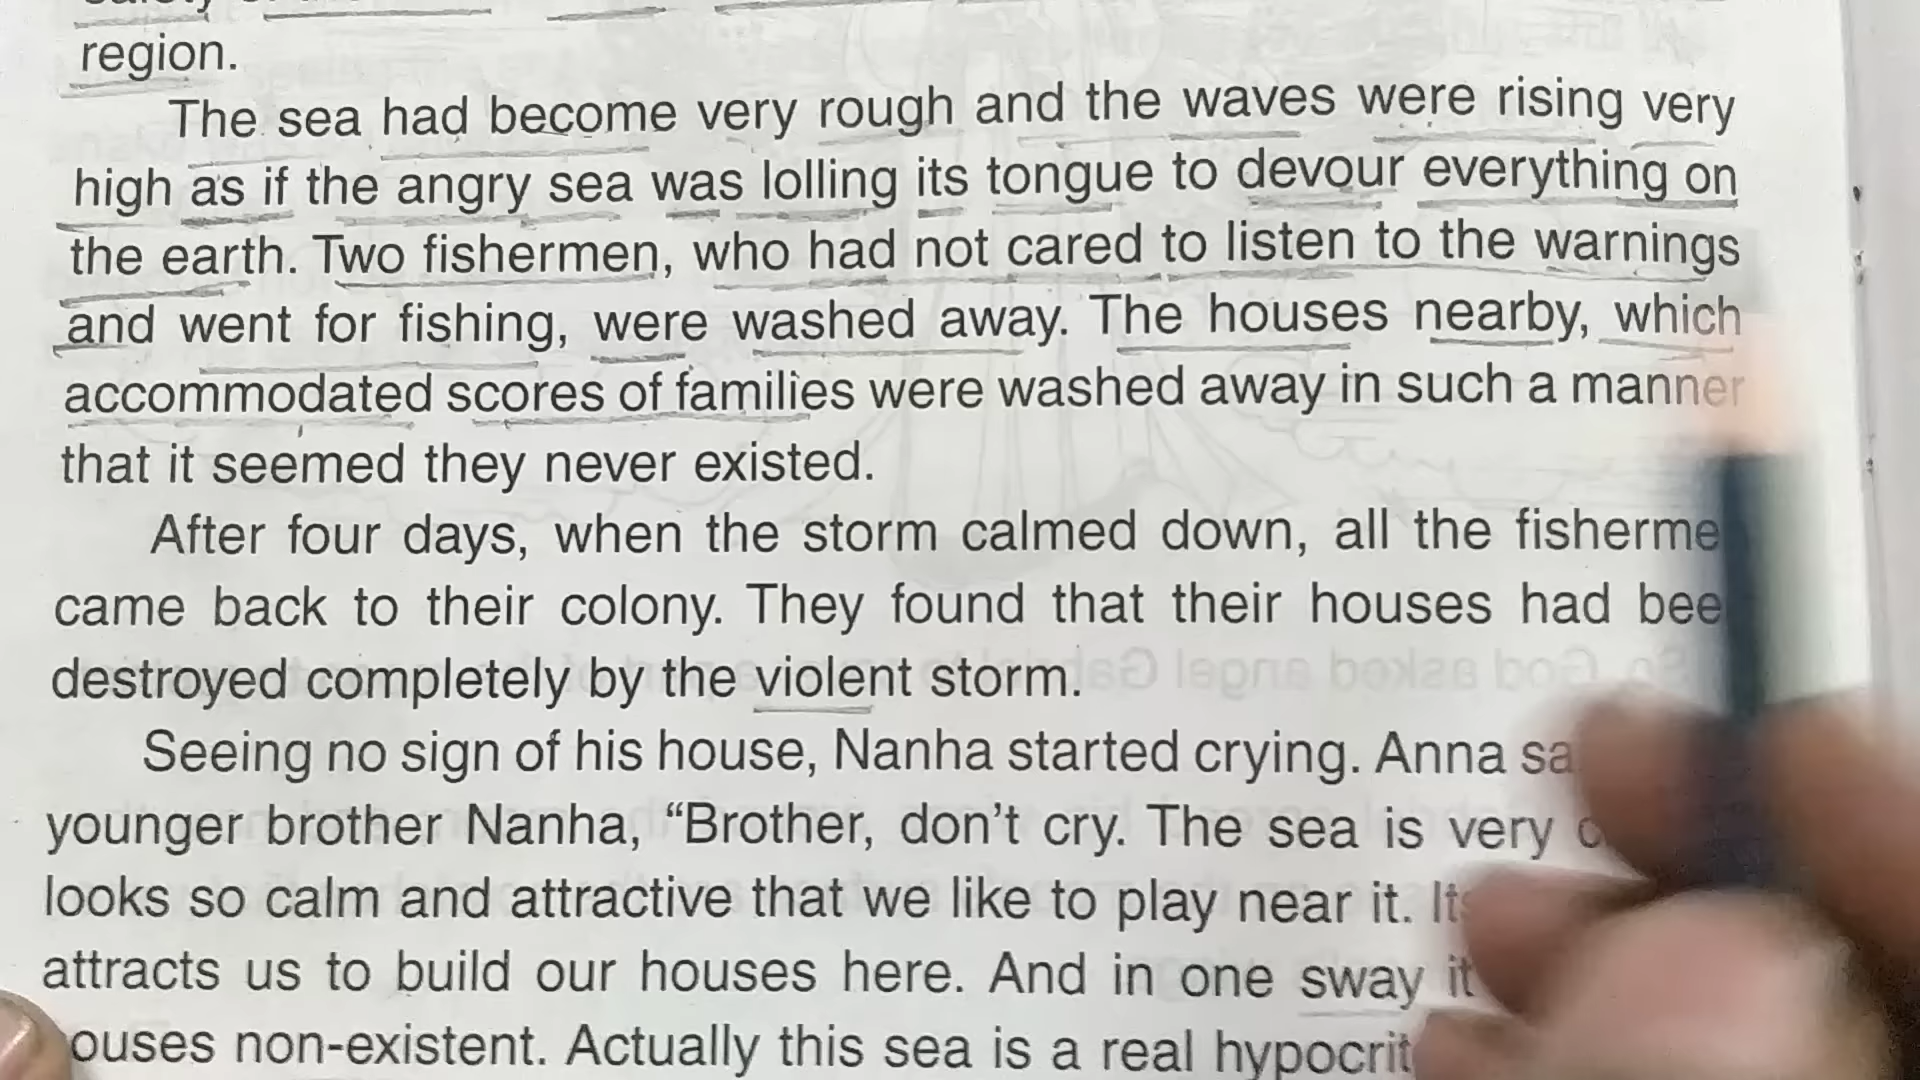 region.
The sea had become very rough and the waves were rising very
high as if the angry sea was lolling its tongue to devour everything on
the earth. Two fishermen, who had not cared to listen to the warnings
and went for fishing, were washed away. The houses nearby, which
accommodated scores of families were washed away in such a manner
that it seemed they never existed.
After four days, when the storm calmed down, all the fisherme
came back to their colony. They found that their houses had bee
destroyed completely by the violent storm.
Seeing no sign of his house, Nanha started crying. Anna sa
younger brother Nanha, “Brother, don’t cry. The sea is very
looks so calm and attractive that we like to play near it. Its
attracts us to build our houses here. And in one sway it
ouses non-existent. Actually this sea is a real hypocrit